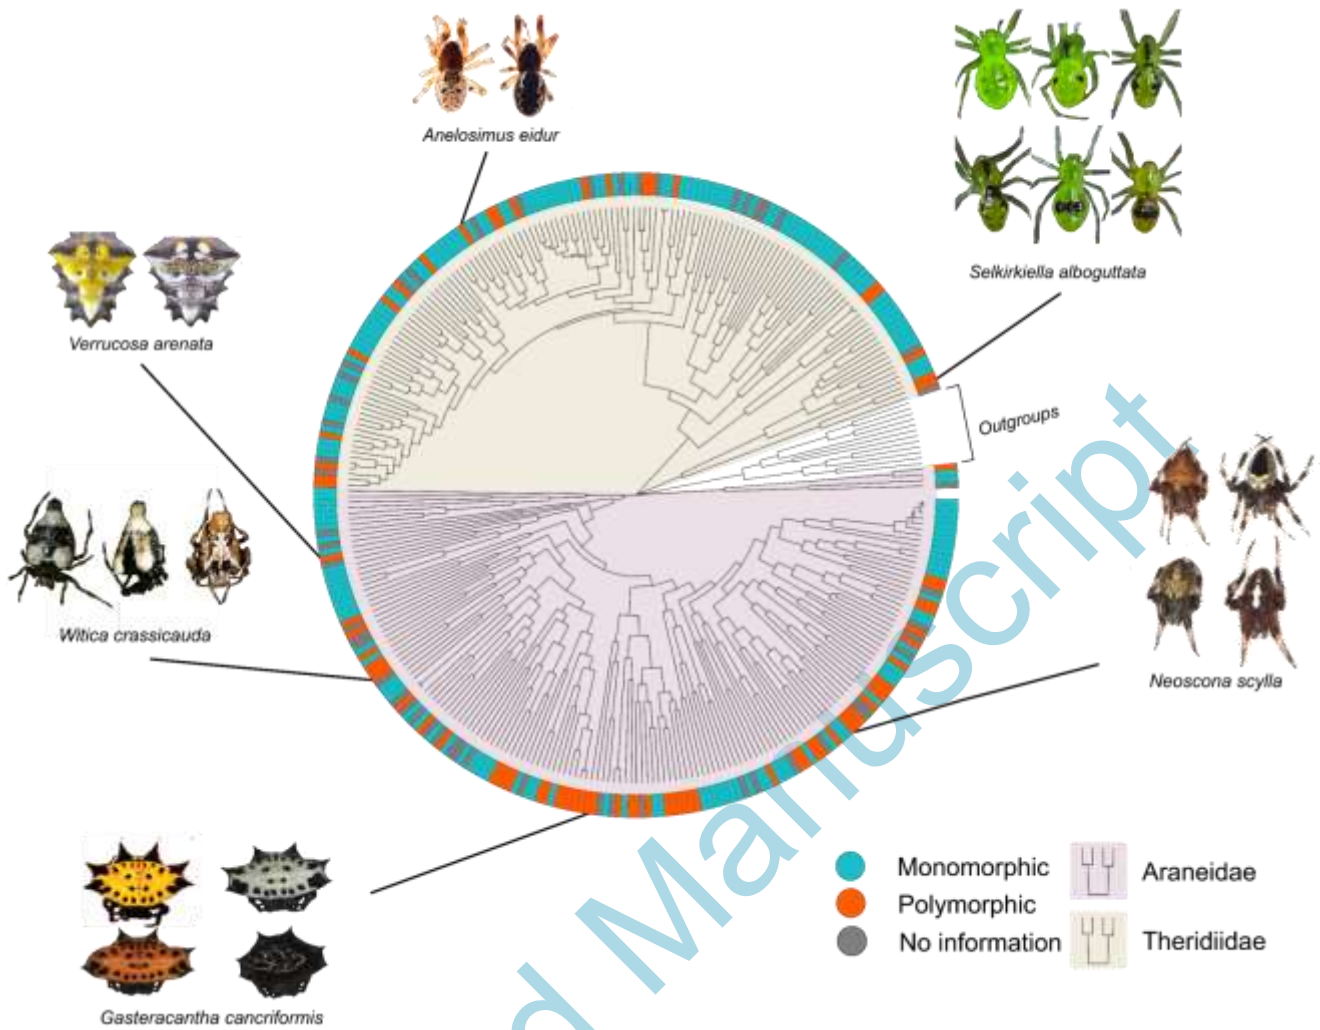 Anelosimus eidur
Selkirkiella alboguttata
Verrucosa arenata
Outgroups
Witica crassicauda
Neoscona scylla
Gasteracantha cancriformis
Monomorphic
Polymorphic
No information
Araneidae
Theridiidae
d Manuscript